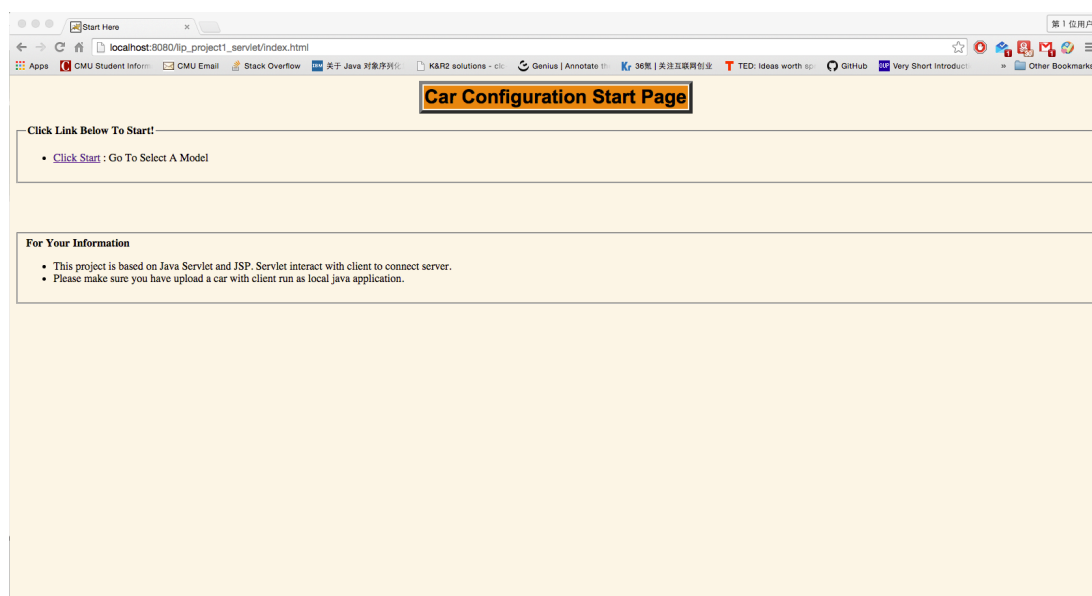 Start Here
第 1 位用户
localhost:8080/lip_project1_servlet/index.html
Apps CMU Student Inform CMU Email Stack Overflow 关于 Java 对象序列化 K&R2 solutions - clc Genius | Annotate th 36氪 | 关注互联网创业 TED: Ideas worth sp GitHub Very Short Introduct » Other Bookmarks
Car Configuration Start Page
Click Link Below To Start!
• Click Start : Go To Select A Model
For Your Information
• This project is based on Java Servlet and JSP. Servlet interact with client to connect server.
• Please make sure you have upload a car with client run as local java application.